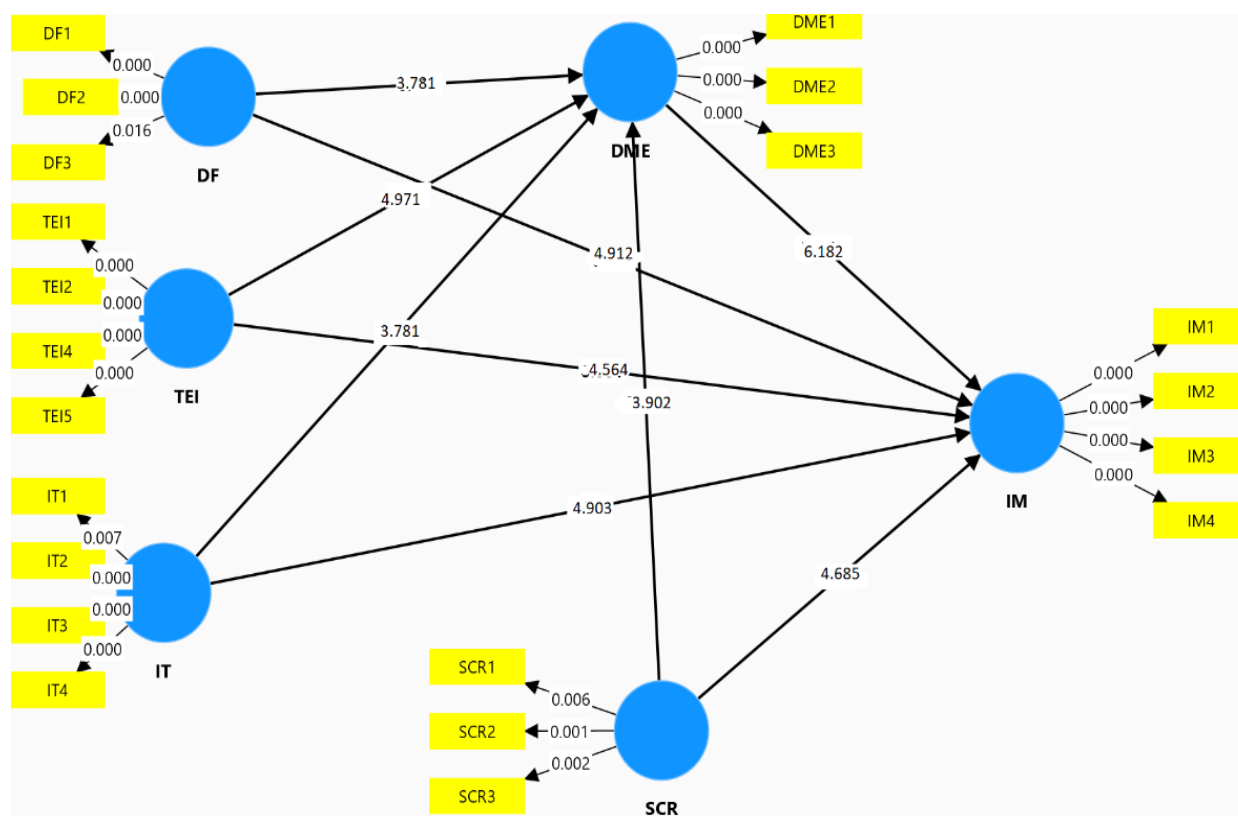 DF1
0.000
DF2
0.000
DF3
0.016
DF
DME1
0.000
DME2
0.000
DME3
0.000
DME
3.781
4.971
4.912
6.182
TEI1
0.000
TEI2
0.000
TEI4
0.000
TEI5
0.000
TEI
3.781
4.564
3.902
IM1
0.000
IM2
0.000
IM3
0.000
IM4
0.000
IM
IT1
0.007
IT2
0.000
IT3
0.000
IT4
0.000
IT
4.903
4.685
SCR1
0.006
SCR2
0.001
SCR3
0.002
SCR